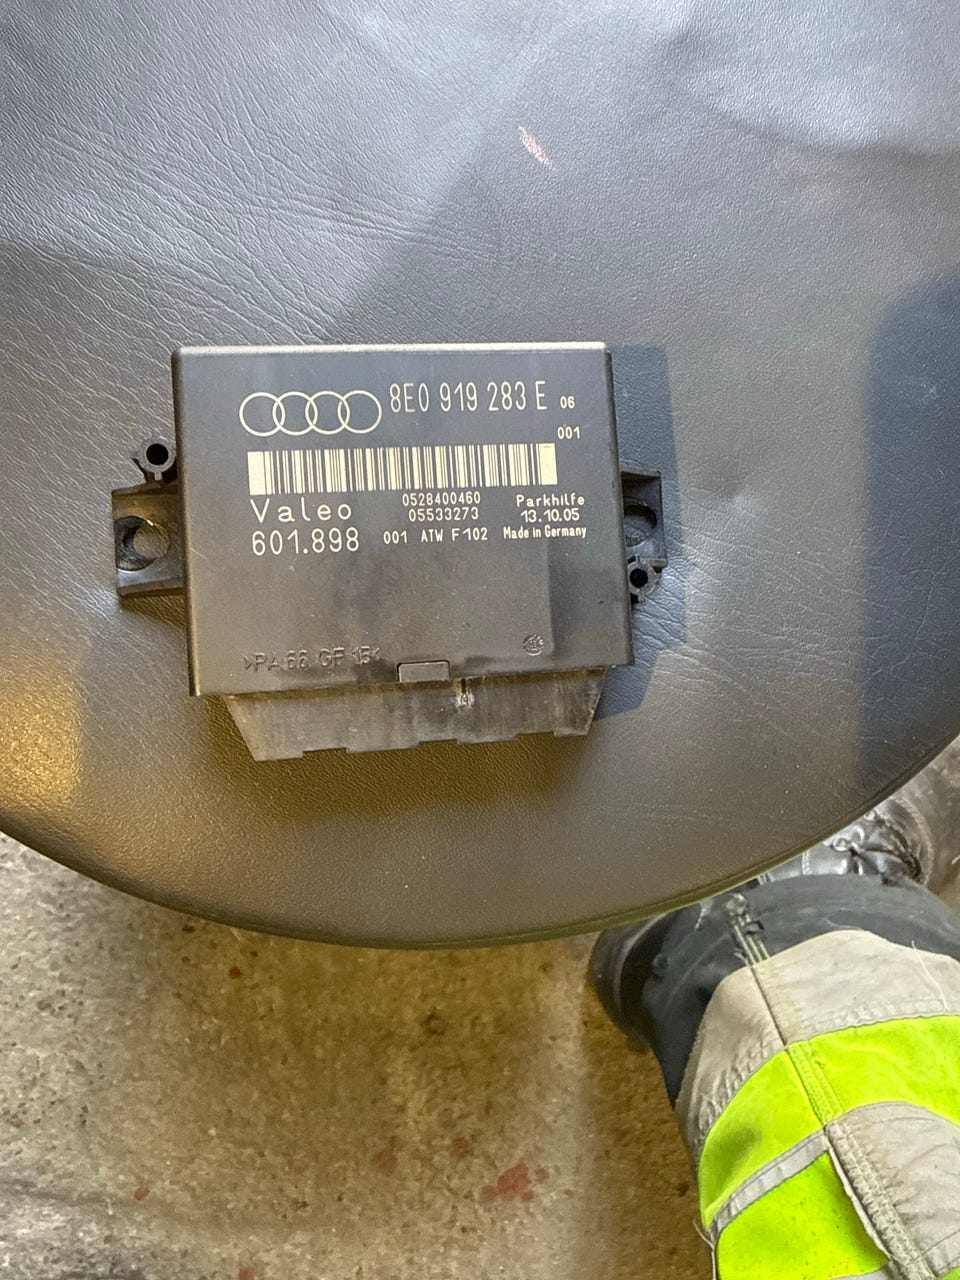 8E0 919 283 E 06
001
Valeo 0528400460 Parkhilfe
05533273 13.10.05
601.898 001 ATW F102 Made in Germany
>PA 66 GF 15<